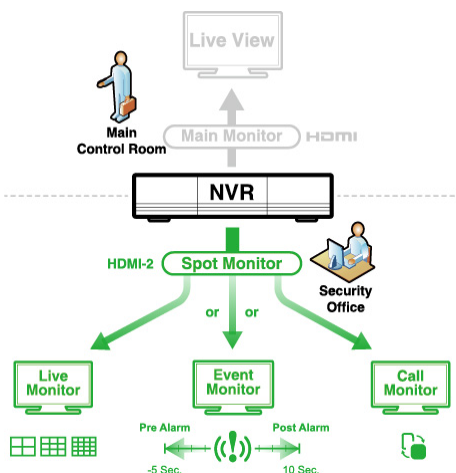 Live View
Main
Control Room
Main Monitor
HDMI
NVR
HDMI-2
Spot Monitor
Security
Office
or or
Live
Monitor
Event
Monitor
Call
Monitor
Pre Alarm
Post Alarm
-5 Sec.
10 Sec.